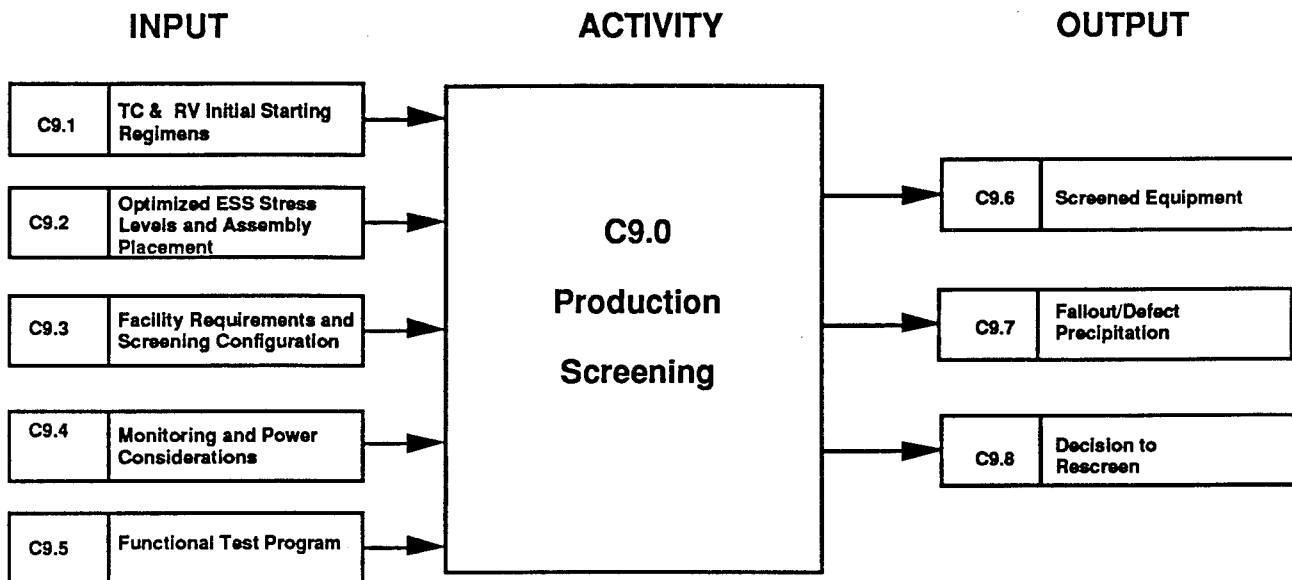 INPUT
ACTIVITY
OUTPUT
C9.1
TC & RV Initial Starting
Regimens
C9.2
Optimized ESS Stress
Levels and Assembly
Placement
C9.3
Facility Requirements and
Screening Configuration
C9.4
Monitoring and Power
Considerations
C9.5
Functional Test Program
C9.0
Production
Screening
C9.6
Screened Equipment
C9.7
Fallout/Defect
Precipitation
C9.8
Decision to
Rescreen